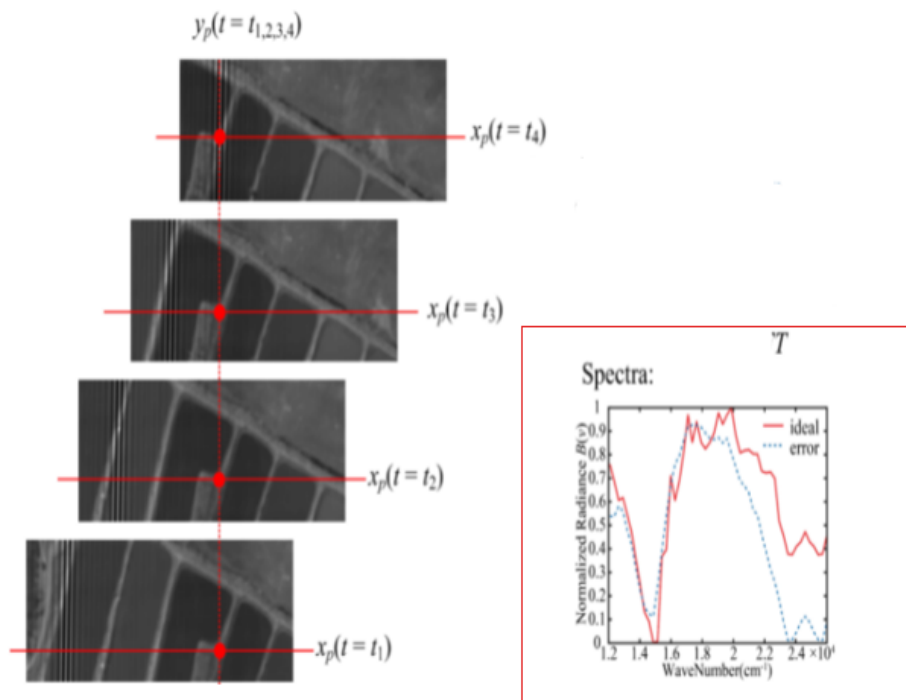 y_p(t = t_{1,2,3,4})
x_p(t = t_4)
x_p(t = t_3)
x_p(t = t_2)
x_p(t = t_1)
T
Spectra:
Normalized Radiance B(v)
1
0.9
0.8
0.7
0.6
0.5
0.4
0.3
0.2
0.1
0
ideal
error
1.2 1.4 1.6 1.8 2 2.2 2.4 ×10⁴
WaveNumber(cm⁻¹)